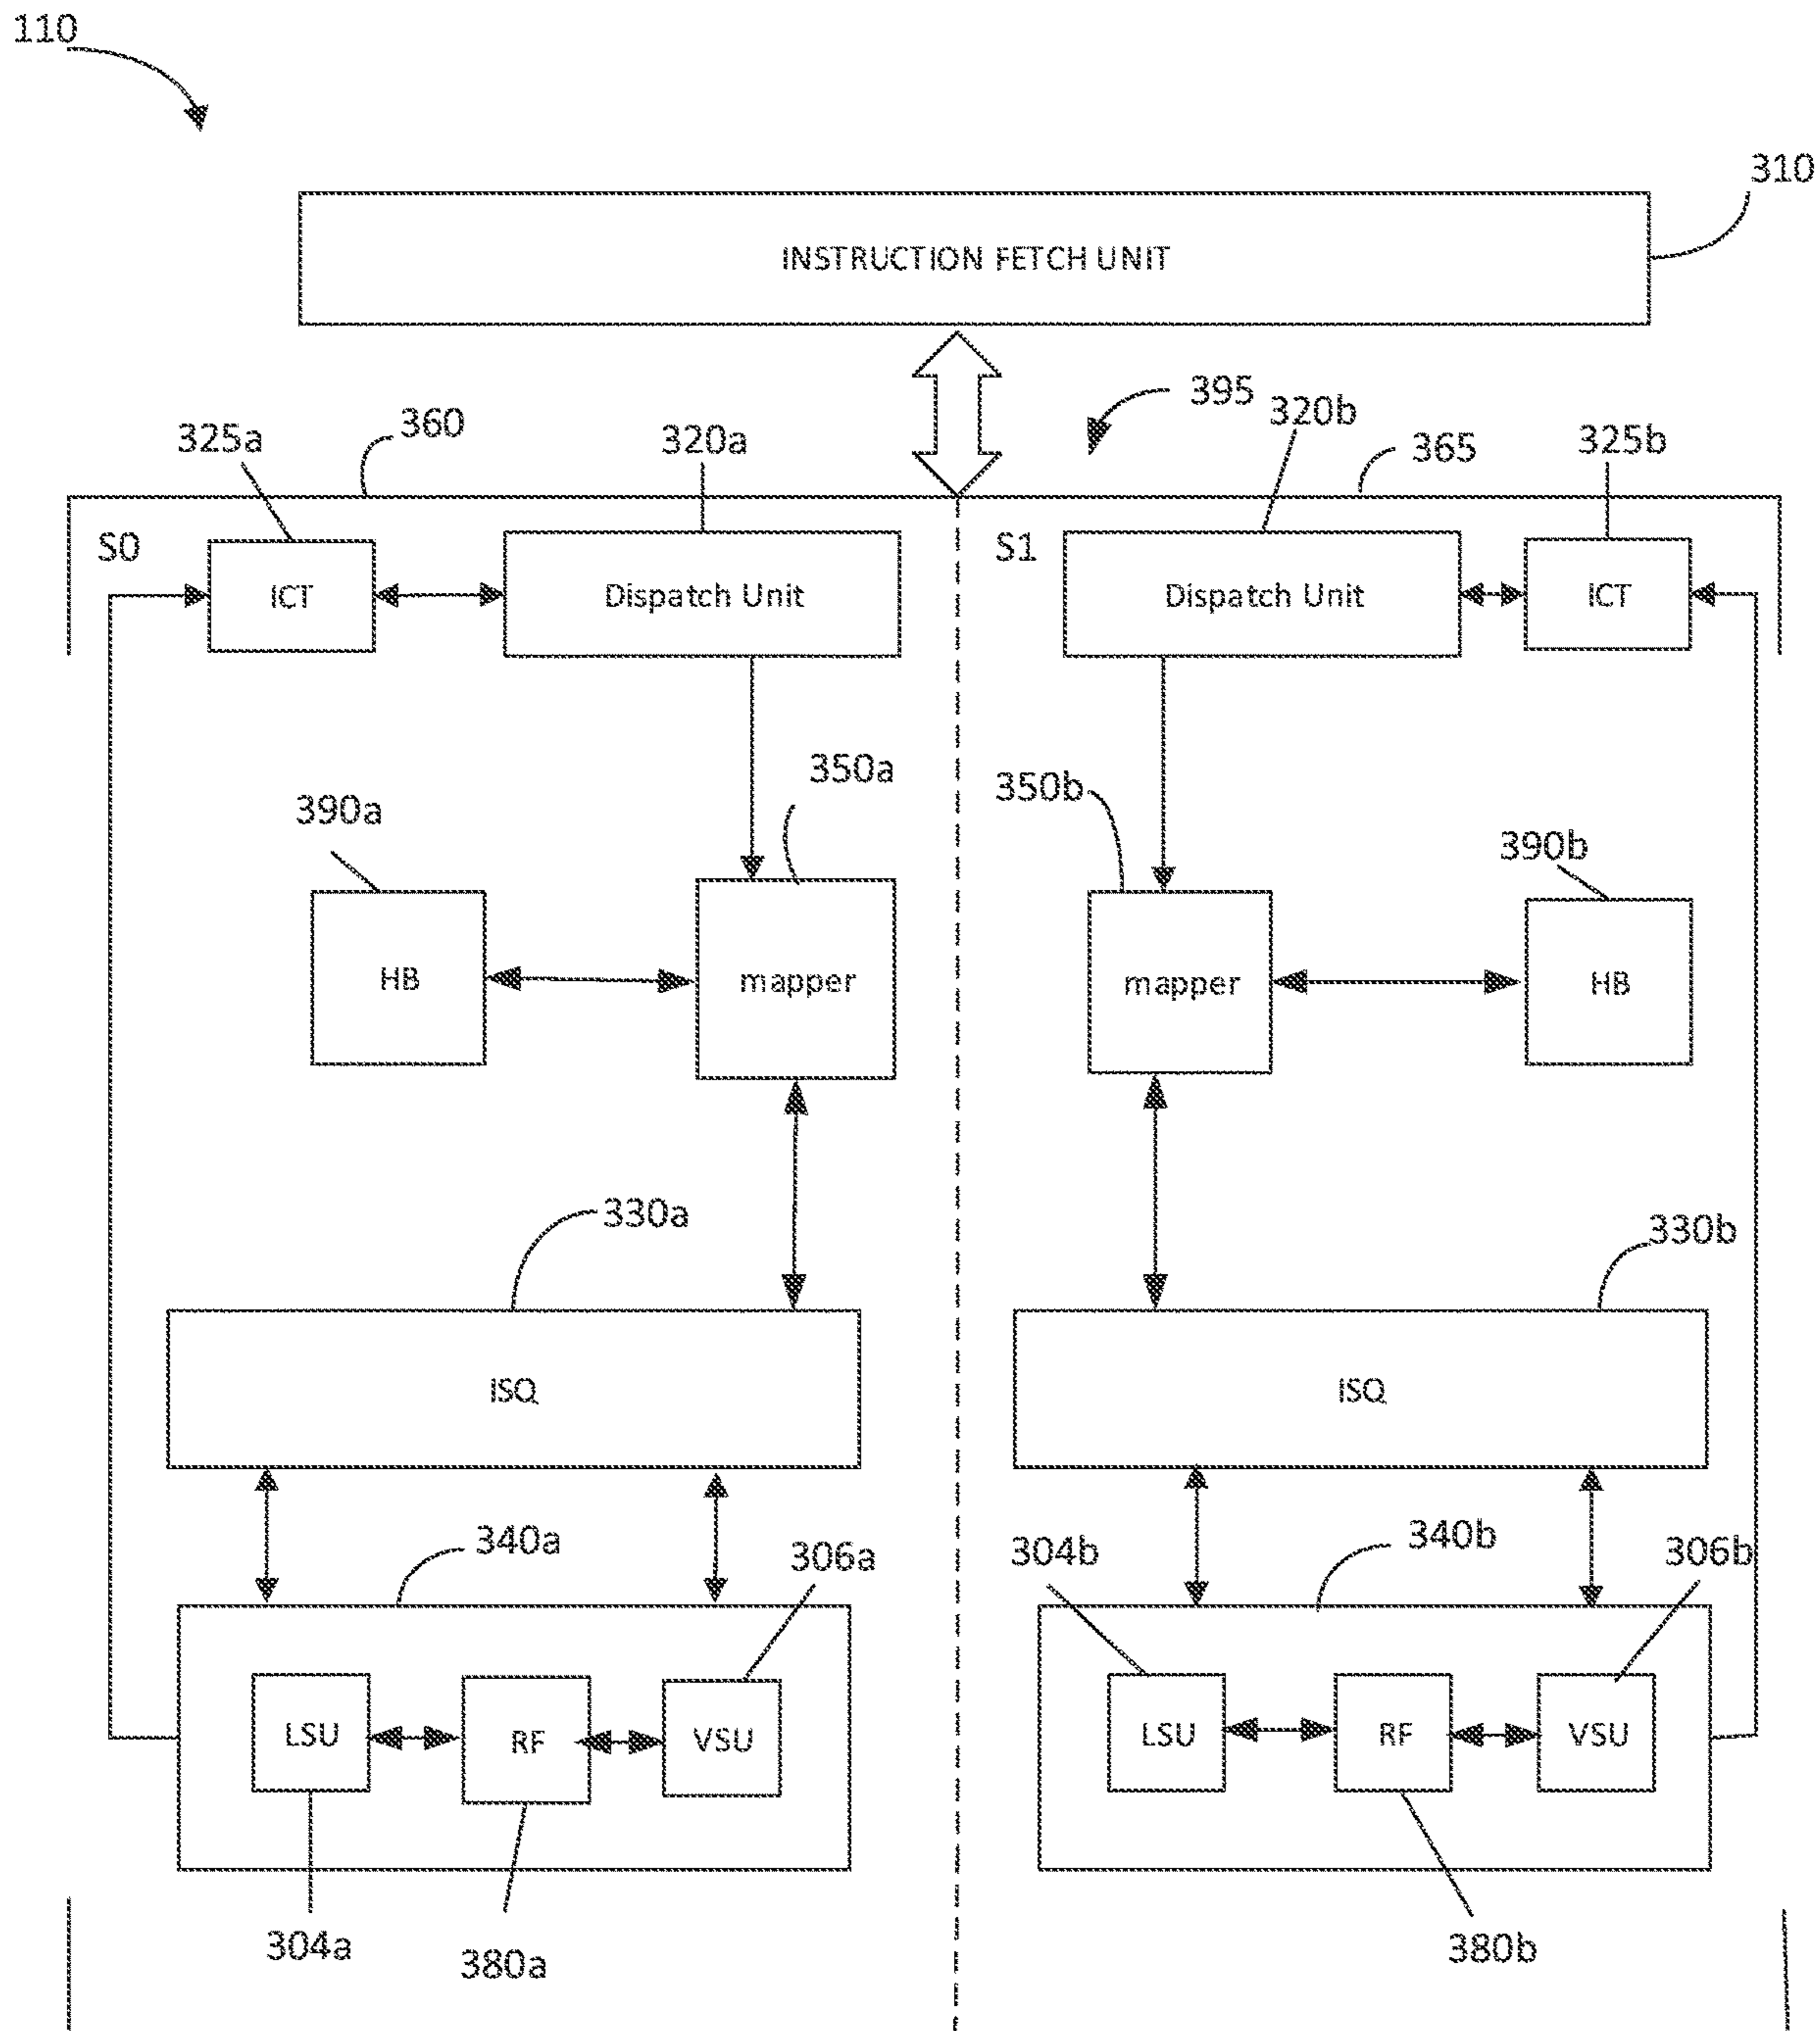 110
310
INSTRUCTION FETCH UNIT
395
320b
360
325a
320a
365
325b
S0
ICT
Dispatch Unit
S1
Dispatch Unit
ICT
350a
350b
390a
390b
HB
mapper
mapper
HB
330a
330b
ISQ
ISQ
340a
306a
304b
340b
306b
LSU
RF
VSU
LSU
RF
VSU
304a
380a
380b